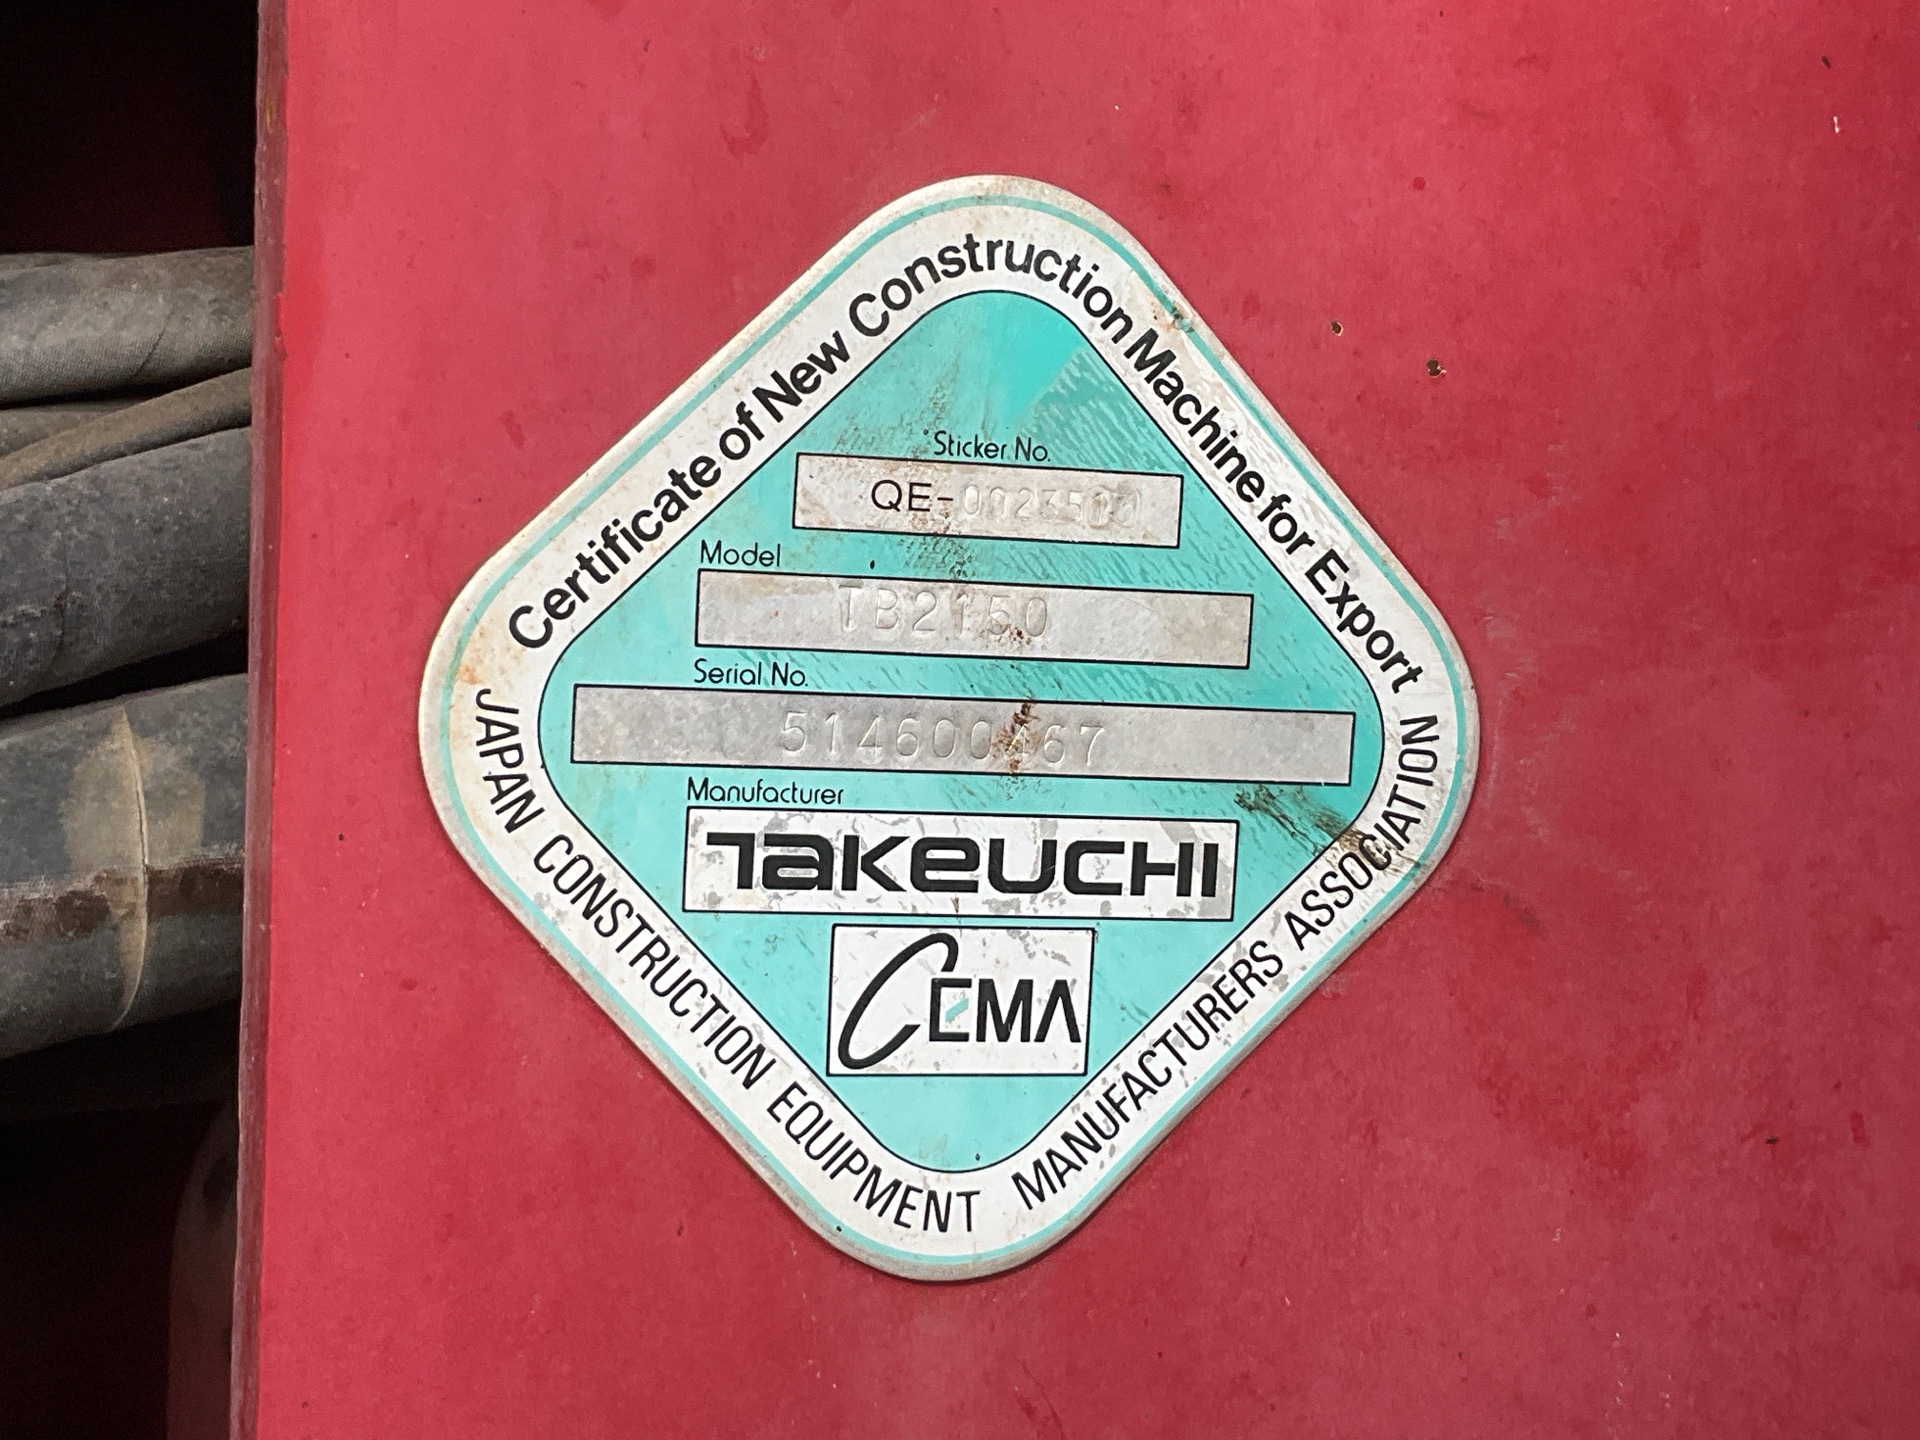 Certificate of New Construction Machine for Export
Sticker No.
QE-
Model
TB2150
Serial No.
Manufacturer
TAKEUCHI
CEMA
JAPAN CONSTRUCTION EQUIPMENT MANUFACTURERS ASSOCIATION